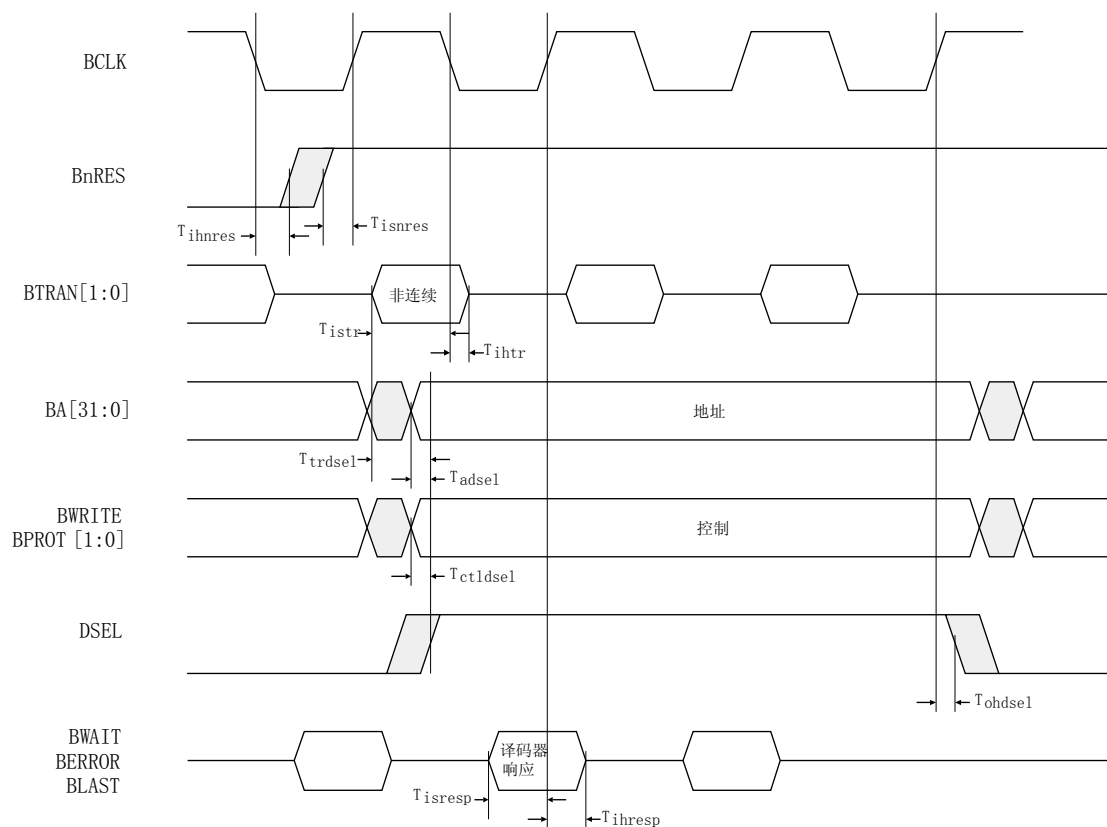 BCLK
BnRES
Tihnres
Tisnres
BTRAN[1:0]
非连续
Tistr
Tihtr
BA[31:0]
地址
Ttrdsel
Tadsel
BWRITE
BPROT [1:0]
控制
Tctldsel
DSEL
Tohdsel
BWAIT
BERROR
BLAST
译码器
响应
Tisresp
Tihresp